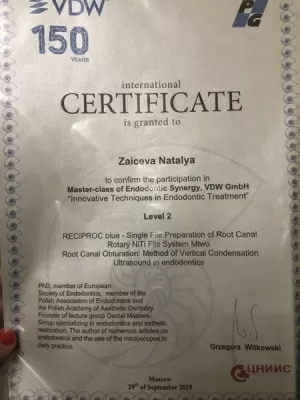 VDW
PG
150
YEARS
international
CERTIFICATE
is granted to
Zaiceva Natalya
to confirm the participation in
Master-class of Endodontic Synergy, VDW GmbH
"Innovative Techniques in Endodontic Treatment"
Level 2
RECIPROC blue - Single File Preparation of Root Canal
Rotary NiTi File System Mtwo
Root Canal Obturation: Method of Vertical Condensation
Ultrasound in endodontics
PhD, member of European
Society of Endodontics, member of the
Polish Association of Endodontics and
the Polish Academy of Aesthetic Dentistry.
Founder of lecture group Dental Masters
Group specializing in endodontics and esthetic
restoration. The author of numerous articles on
endodontics and the use of the microscopes in
daily practice.
Grzegorz Witkowski
Moscow
29th of September 2019
ЦНИИС